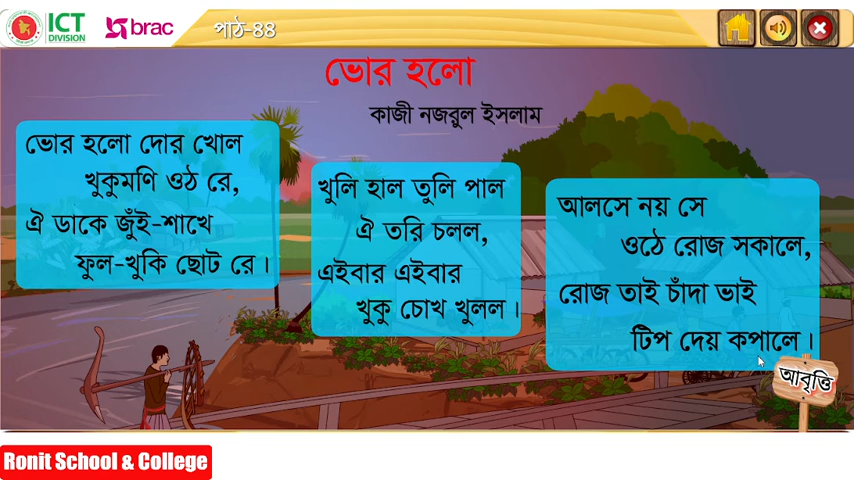 ICT
DIVISION
brac
পাঠ-৪৪
ভোর হলো
কাজী নজরুল ইসলাম
ভোর হলো দোর খোল
খুকুমণি ওঠ রে,
ঐ ডাকে জুঁই-শাখে
ফুল-খুকি ছোট রে।
খুলি হাল তুলি পাল
ঐ তরি চলল,
এইবার এইবার
খুকু চোখ খুলল।
আলসে নয় সে
ওঠে রোজ সকালে,
রোজ তাই চাঁদা ভাই
টিপ দেয় কপালে।
আবৃত্তি
Ronit School & College